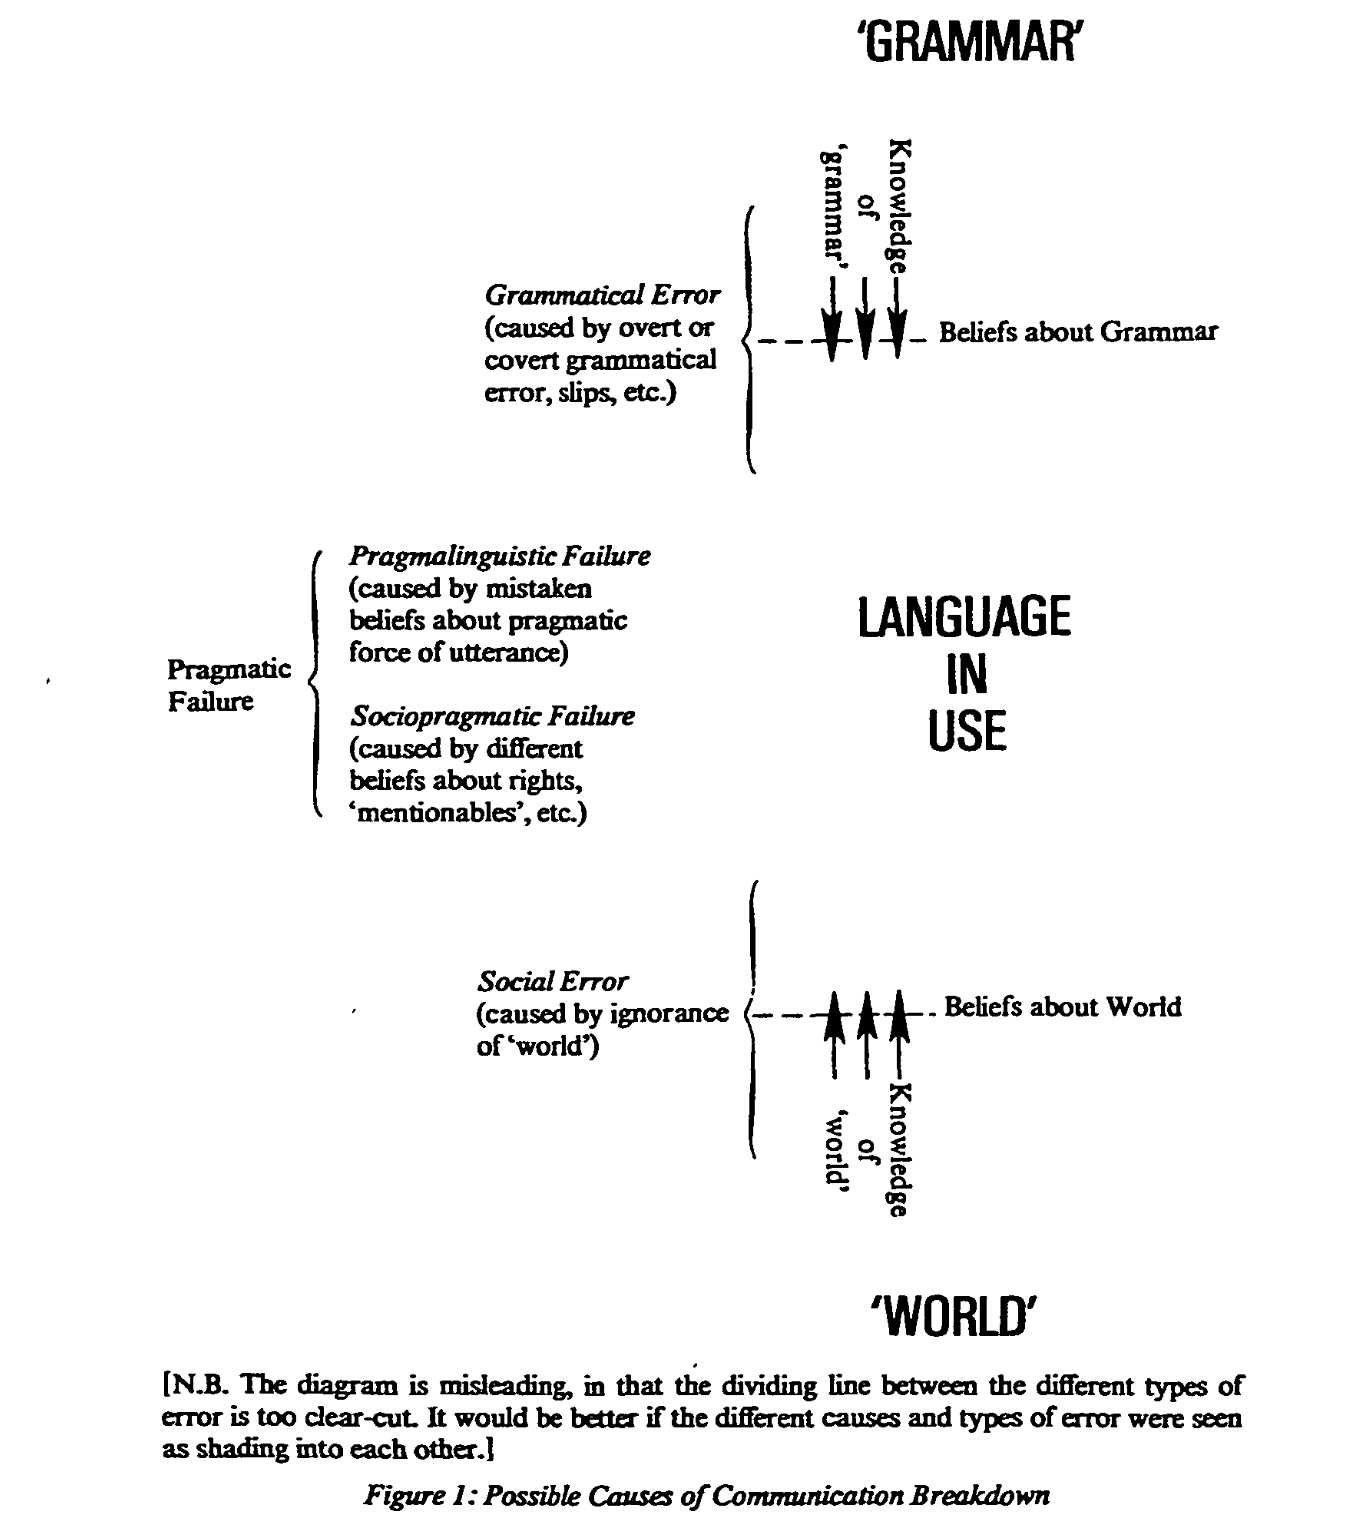 ‘GRAMMAR’
Knowledge
of
‘grammar’
Grammatical Error
(caused by overt or
covert grammatical
error, slips, etc.)
Beliefs about Grammar
Pragmatic
Failure
Pragmalinguistic Failure
(caused by mistaken
beliefs about pragmatic
force of utterance)
Sociopragmatic Failure
(caused by different
beliefs about rights,
‘mentionables’, etc.)
LANGUAGE
IN
USE
Social Error
(caused by ignorance
of ‘world’)
Beliefs about World
Knowledge
of
‘world’
‘WORLD’
[N.B. The diagram is misleading, in that the dividing line between the different types of
error is too clear-cut. It would be better if the different causes and types of error were seen
as shading into each other.]
Figure 1: Possible Causes of Communication Breakdown